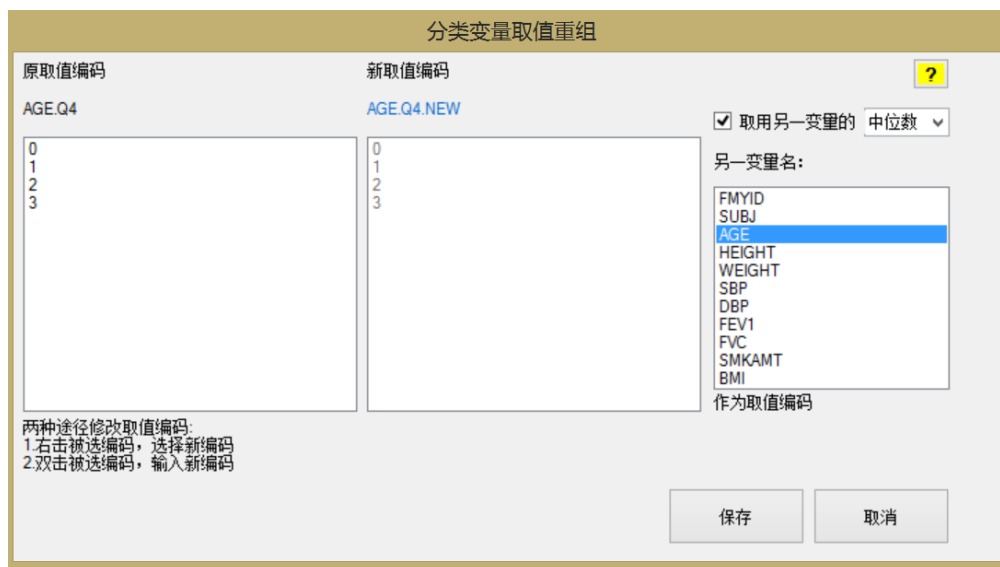 分类变量取值重组
原取值编码
新取值编码
?
AGE.Q4
AGE.Q4.NEW
取用另一变量的 中位数
0
1
2
3
0
1
2
3
另一变量名：
FMYID
SUBJ
AGE
HEIGHT
WEIGHT
SBP
DBP
FEV1
FVC
SMKAMT
BMI
作为取值编码
两种途径修改取值编码:
1.右击被选编码，选择新编码
2.双击被选编码，输入新编码
保存
取消